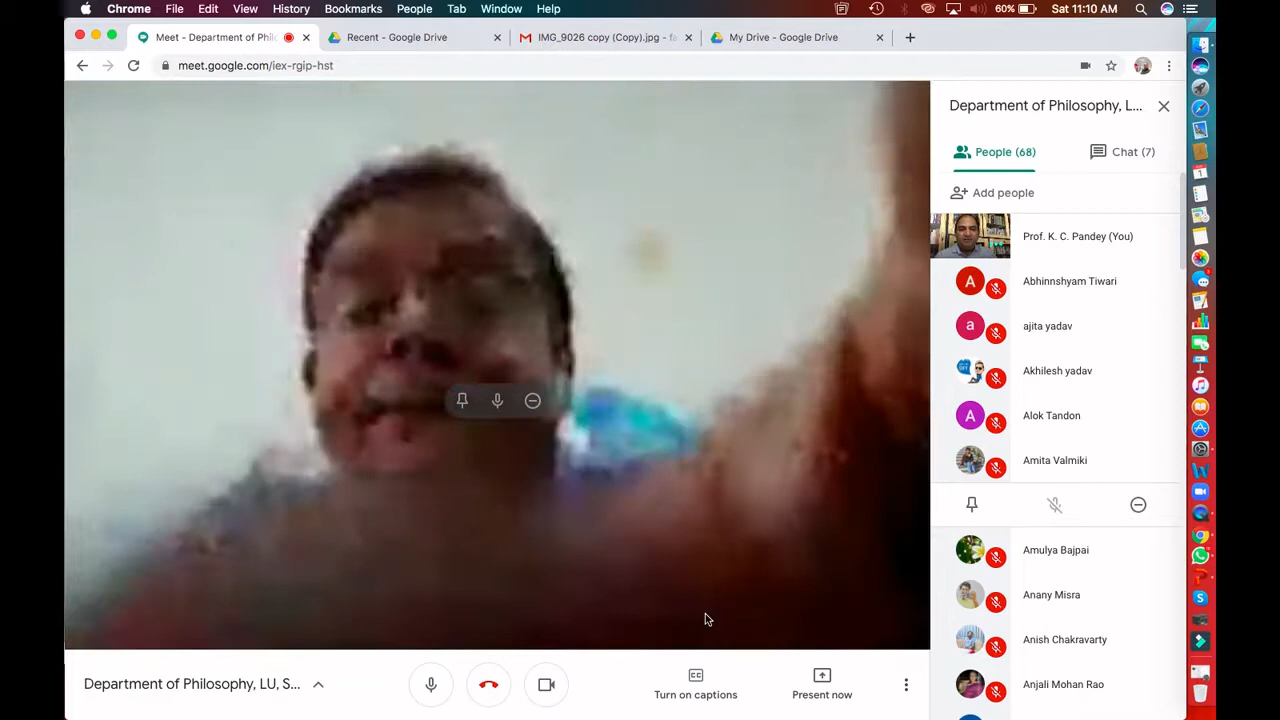 Chrome File Edit View History Bookmarks People Tab Window Help 60% Sat 11:10 AM
Meet - Department of Phil Recent - Google Drive IMG_9026 copy (Copy).jpg - fa My Drive - Google Drive
meet.google.com/iex-rgip-hst
Department of Philosophy, L...
People (68) Chat (7)
Add people
Prof. K. C. Pandey (You)
A Abhinnshyam Tiwari
a ajita yadav
Akhilesh yadav
A Alok Tandon
Amita Valmiki
Amulya Bajpai
Anany Misra
Anish Chakravarty
Anjali Mohan Rao
Department of Philosophy, LU, S...
CC
Turn on captions
Present now